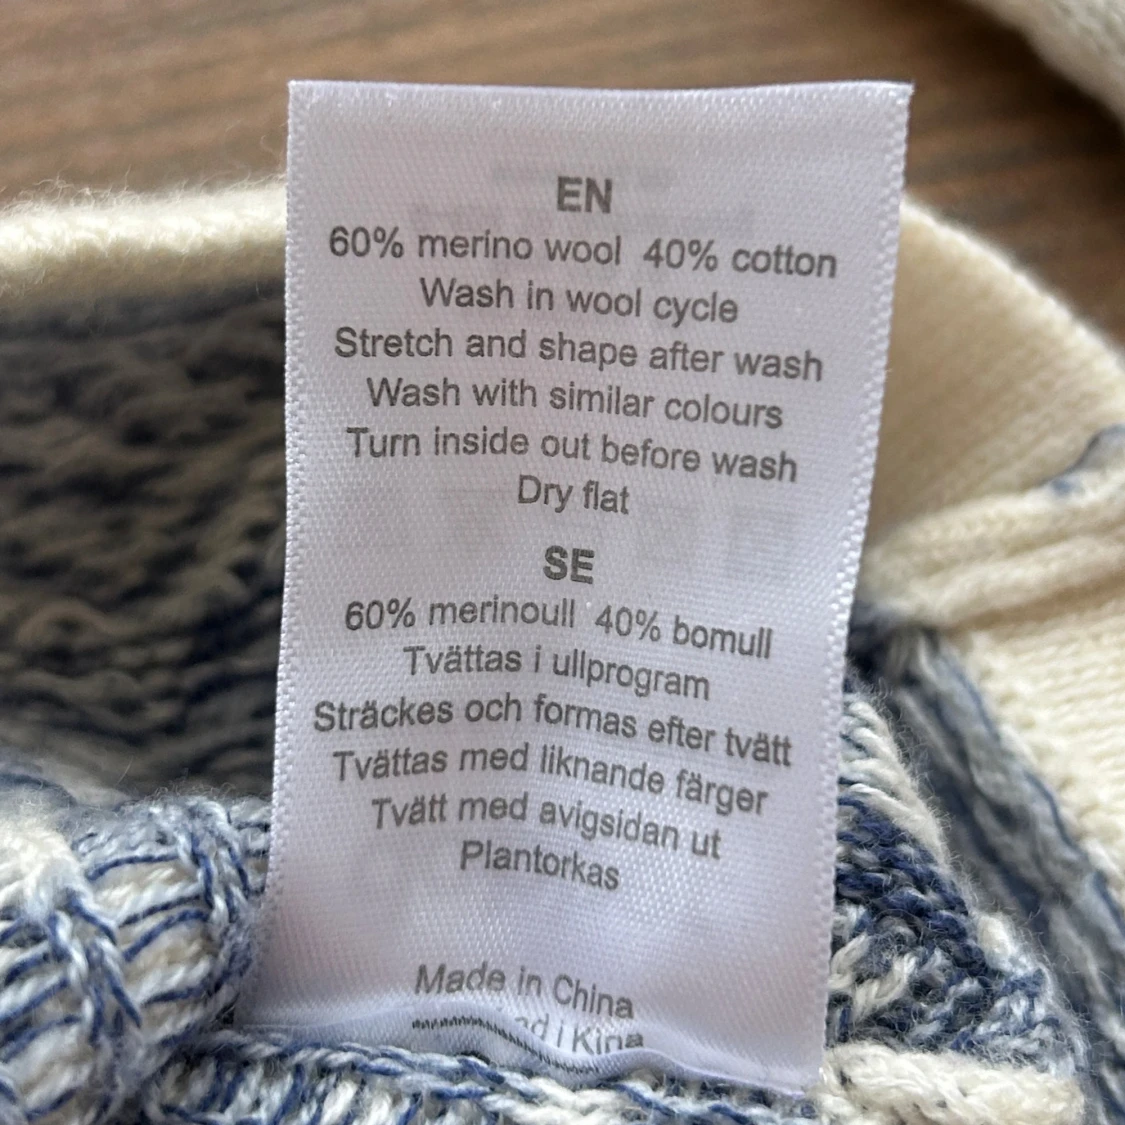 EN
60% merino wool 40% cotton
Wash in wool cycle
Stretch and shape after wash
Wash with similar colours
Turn inside out before wash
Dry flat
SE
60% merinoull 40% bomull
Tvättas i ullprogram
Sträckes och formas efter tvätt
Tvättas med liknande färger
Tvätt med avigsidan ut
Plantorkas
Made in China
i Kina